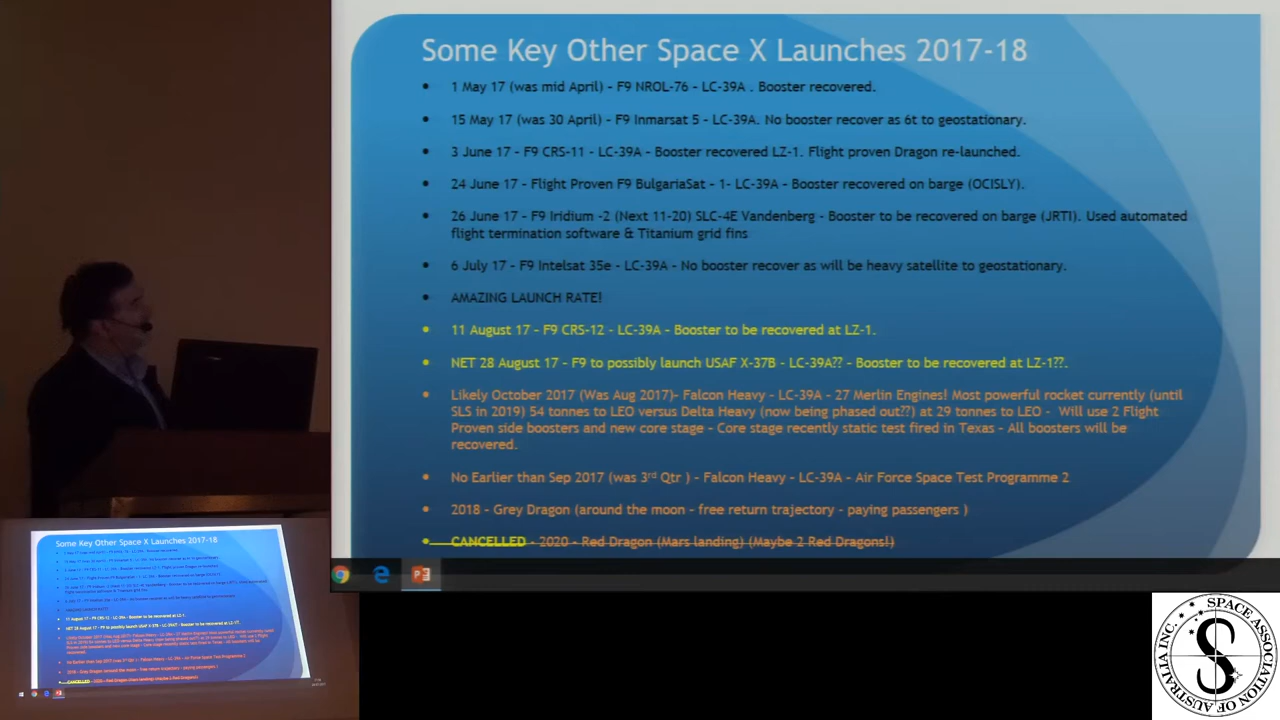 Some Key Other Space X Launches 2017-18
• 1 May 17 (was mid April) – F9 NROL-76 – LC-39A . Booster recovered.
• 15 May 17 (was 30 April) – F9 Inmarsat 5 – LC-39A. No booster recover as 6t to geostationary.
• 3 June 17 – F9 CRS-11 – LC-39A – Booster recovered LZ-1. Flight proven Dragon re-launched.
• 24 June 17 – Flight Proven F9 BulgariaSat – 1- LC-39A – Booster recovered on barge (OCISLY).
• 26 June 17 – F9 Iridium -2 (Next 11-20) SLC-4E Vandenberg - Booster to be recovered on barge (JRTI). Used automated
flight termination software & Titanium grid fins
• 6 July 17 – F9 Intelsat 35e – LC-39A – No booster recover as will be heavy satellite to geostationary.
• AMAZING LAUNCH RATE!
• 11 August 17 – F9 CRS-12 - LC-39A – Booster to be recovered at LZ-1.
• NET 28 August 17 – F9 to possibly launch USAF X-37B - LC-39A?? – Booster to be recovered at LZ-1??.
• Likely October 2017 (Was Aug 2017)– Falcon Heavy – LC-39A – 27 Merlin Engines! Most powerful rocket currently (until
SLS in 2019) 54 tonnes to LEO versus Delta Heavy (now being phased out??) at 29 tonnes to LEO – Will use 2 Flight
Proven side boosters and new core stage – Core stage recently static test fired in Texas – All boosters will be
recovered.
• No Earlier than Sep 2017 (was 3rd Qtr ) – Falcon Heavy – LC-39A – Air Force Space Test Programme 2
• 2018 – Grey Dragon (around the moon – free return trajectory – paying passengers )
• CANCELLED - 2020 – Red Dragon (Mars landing) (Maybe 2 Red Dragons!)
Some Key Other Space X Launches 2017-18
SPACE ASSOCIATION OF AUSTRALIA INC.